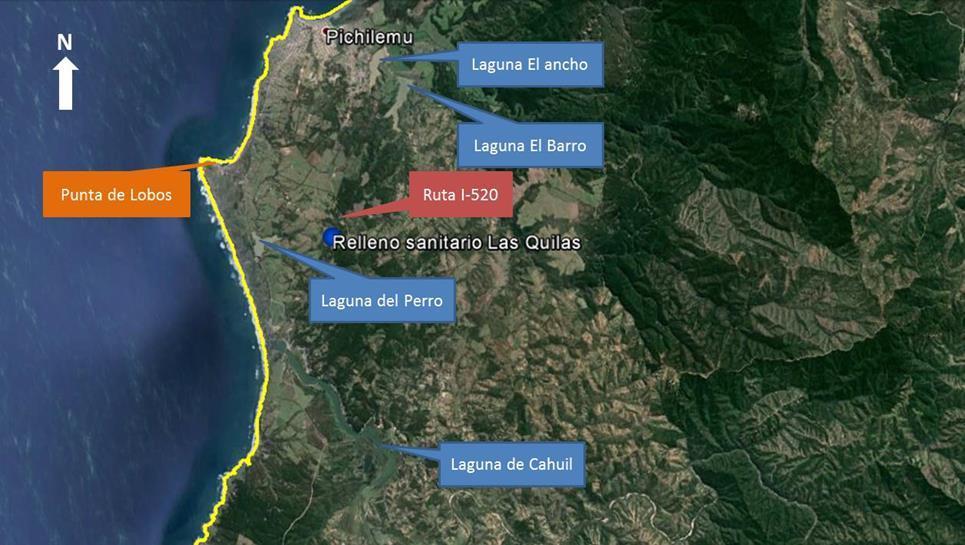 N
Pichilemu
Laguna El ancho
Laguna El Barro
Punta de Lobos
Ruta I-520
Relleno sanitario Las Quilas
Laguna del Perro
Laguna de Cahuil